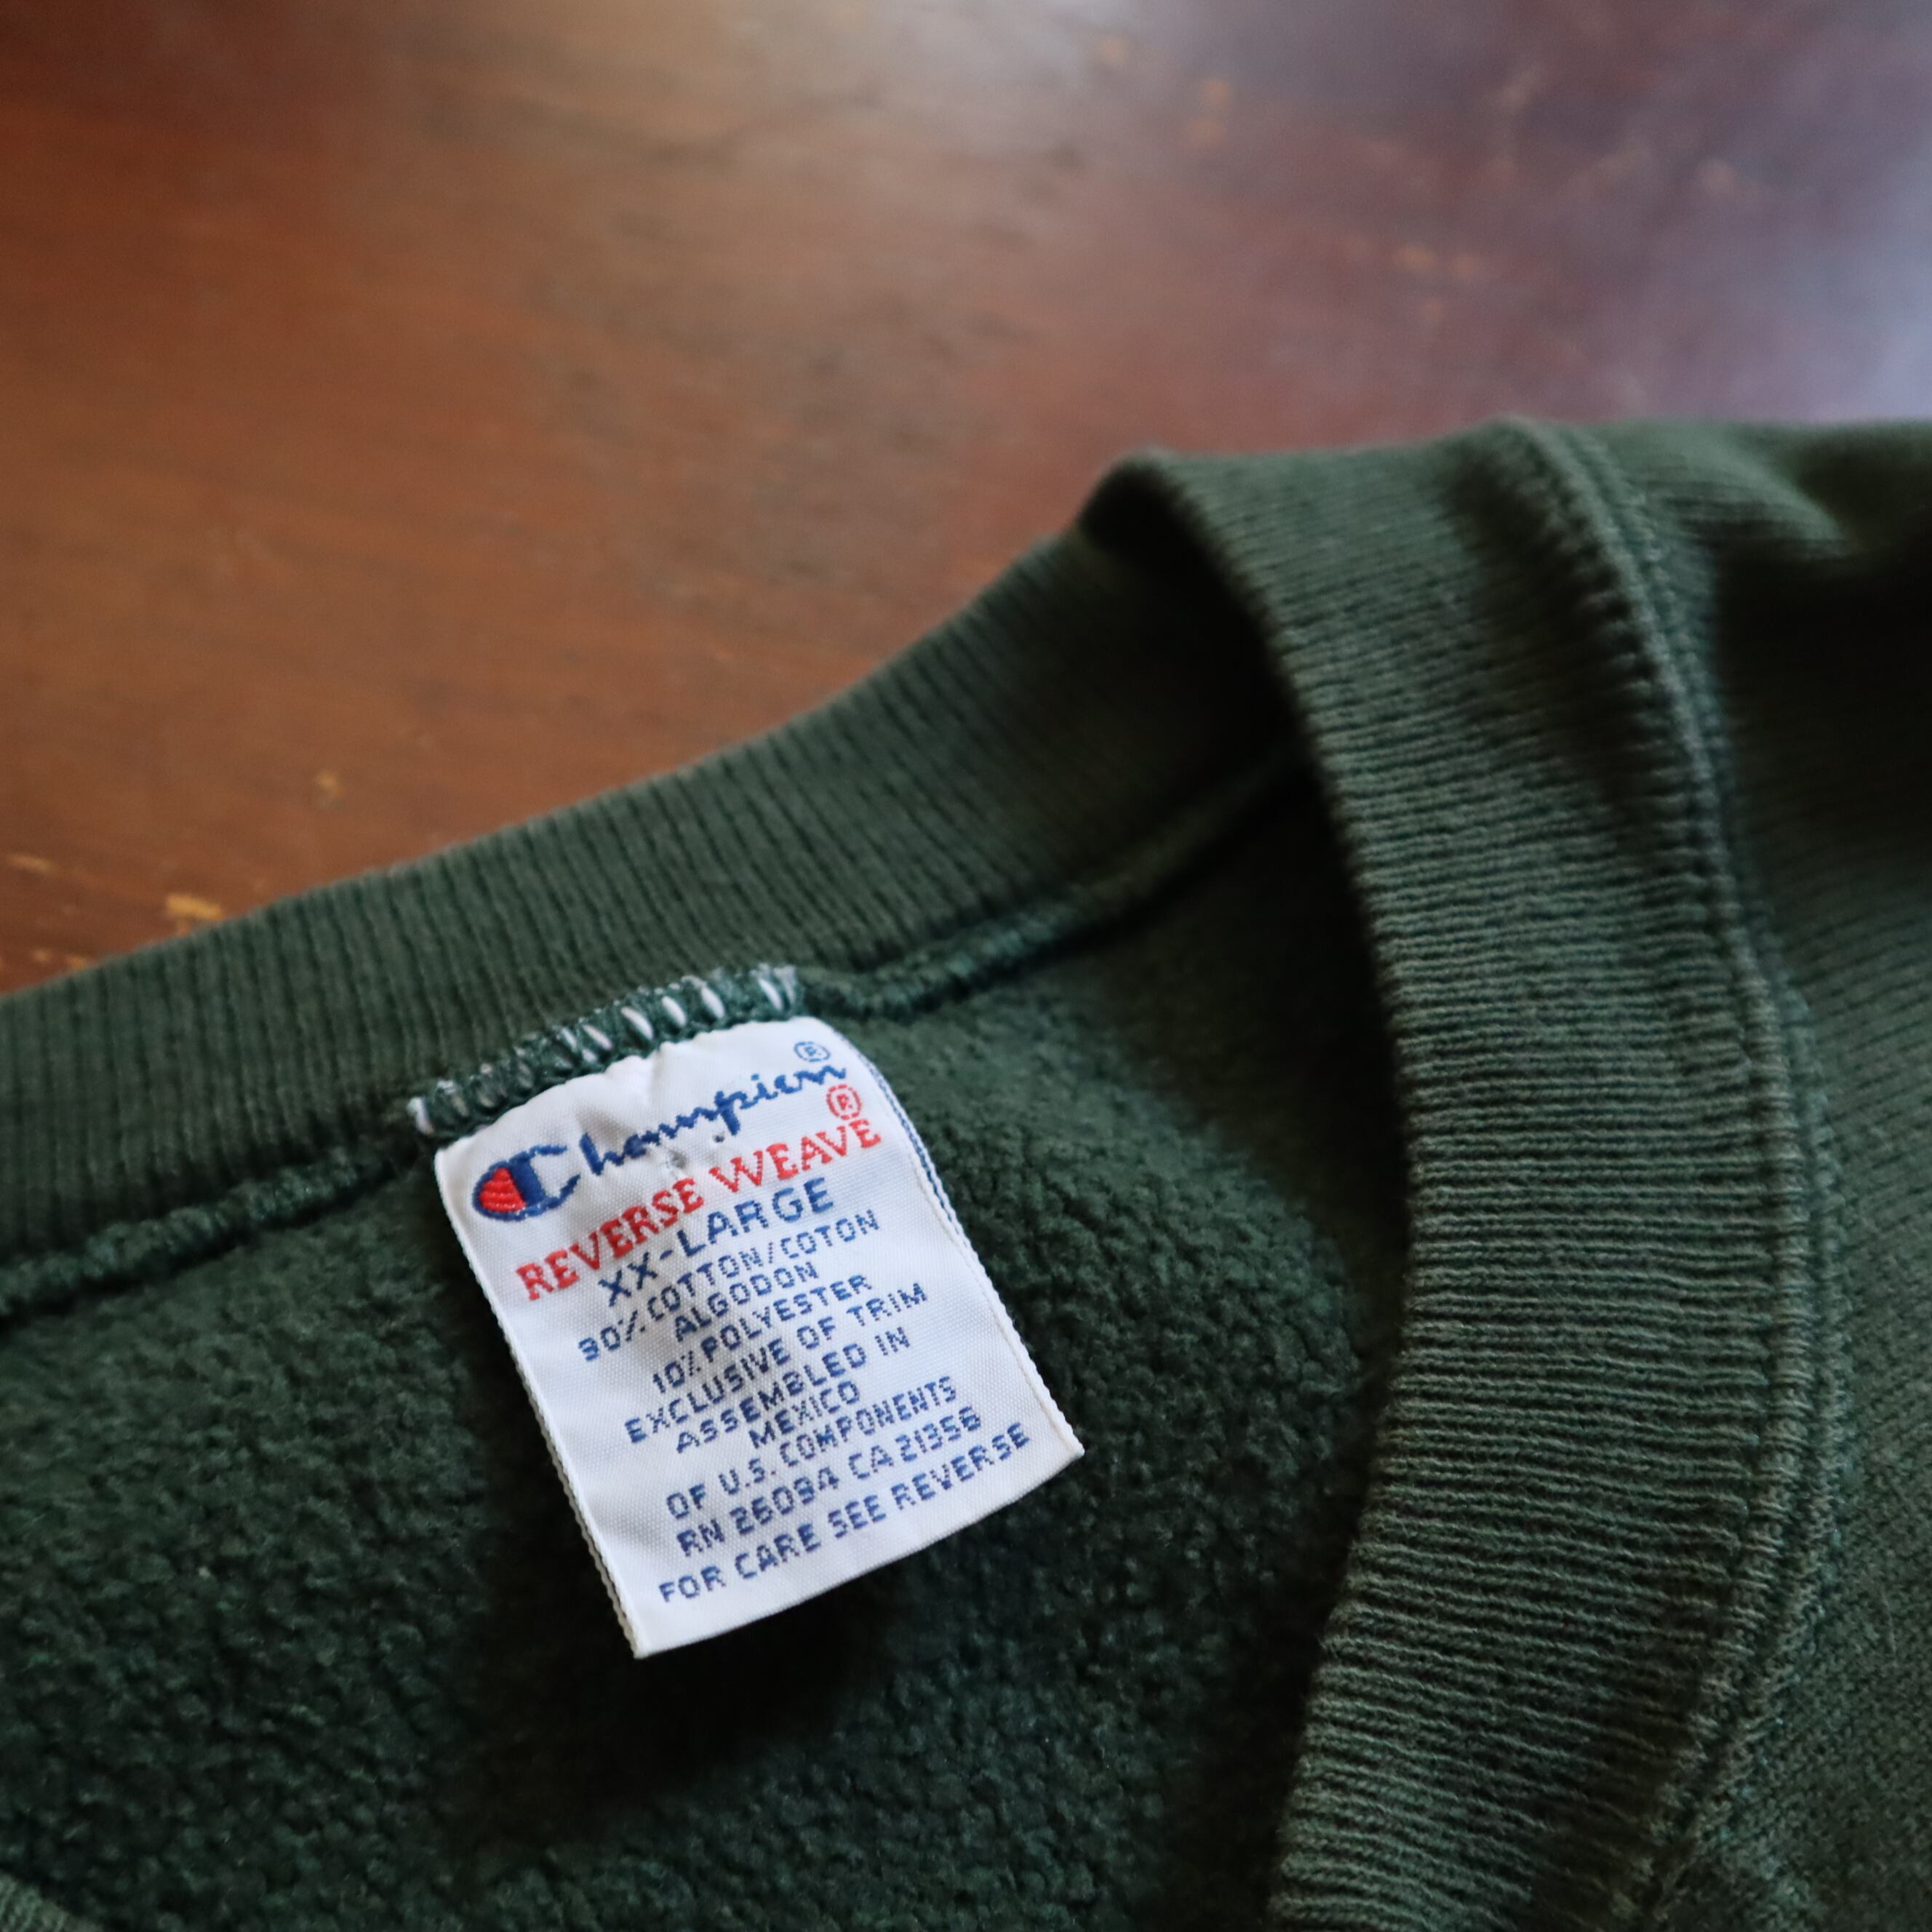 Champion®
REVERSE WEAVE®
XX-LARGE
90% COTTON/COTON
ALGODON
10% POLYESTER
EXCLUSIVE OF TRIM
ASSEMBLED IN
MEXICO
OF U.S. COMPONENTS
RN 26094 CA 21356
FOR CARE SEE REVERSE